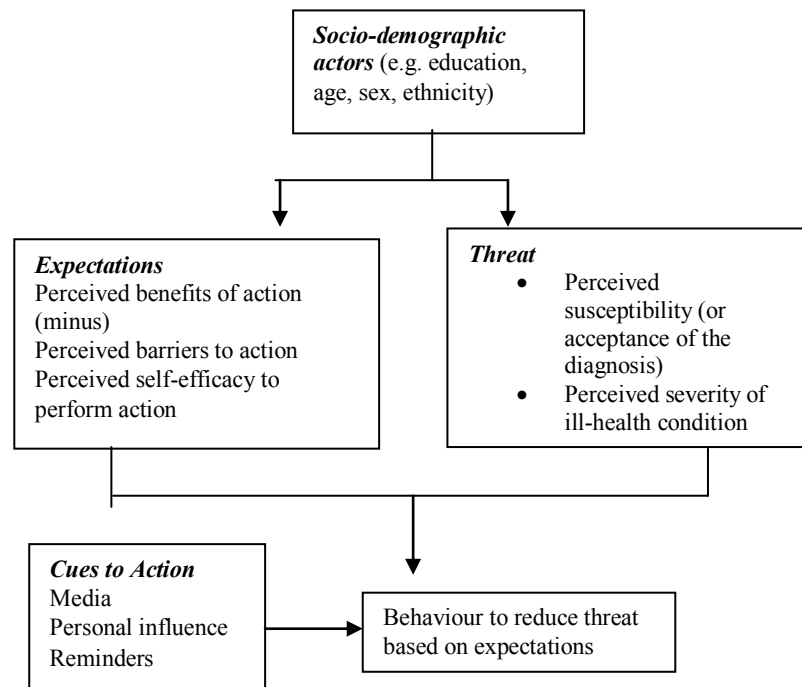 Socio-demographic
actors (e.g. education,
age, sex, ethnicity)
Expectations
Perceived benefits of action
(minus)
Perceived barriers to action
Perceived self-efficacy to
perform action
Threat
• Perceived
susceptibility (or
acceptance of the
diagnosis)
• Perceived severity of
ill-health condition
Cues to Action
Media
Personal influence
Reminders
Behaviour to reduce threat
based on expectations